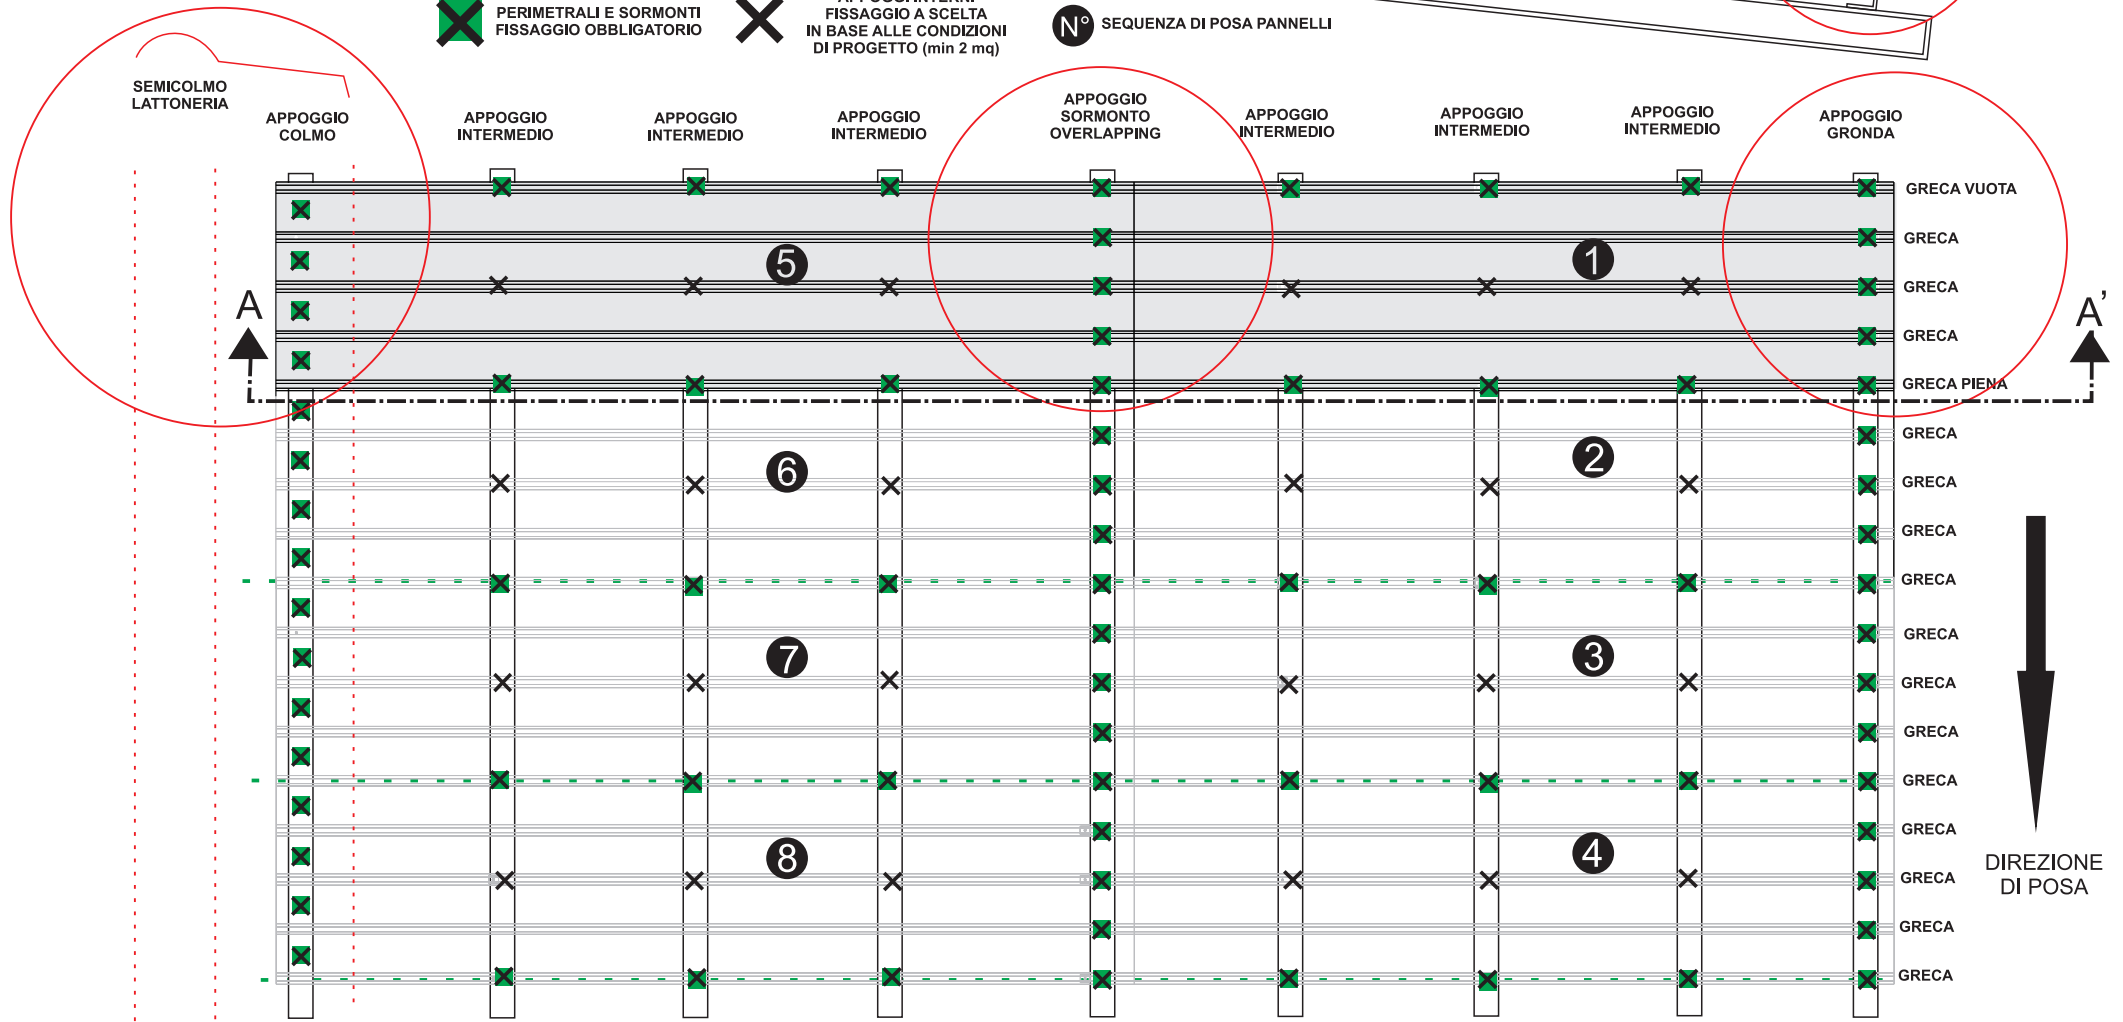 PERIMETRALI E SORMONTI
FISSAGGIO OBBLIGATORIO
FISSAGGIO A SCELTA
IN BASE ALLE CONDIZIONI
DI PROGETTO (min 2 mq)
N° SEQUENZA DI POSA PANNELLI
SEMICOLMO
LATTONERIA
APPOGGIO
COLMO
APPOGGIO
INTERMEDIO
APPOGGIO
INTERMEDIO
APPOGGIO
INTERMEDIO
APPOGGIO
SORMONTO
OVERLAPPING
APPOGGIO
INTERMEDIO
APPOGGIO
INTERMEDIO
APPOGGIO
INTERMEDIO
APPOGGIO
GRONDA
GRECA VUOTA
GRECA
5
1
GRECA
A
A'
GRECA
GRECA PIENA
GRECA
6
2
GRECA
GRECA
GRECA
GRECA
7
3
GRECA
GRECA
GRECA
GRECA
8
4
GRECA
GRECA
GRECA
DIREZIONE
DI POSA